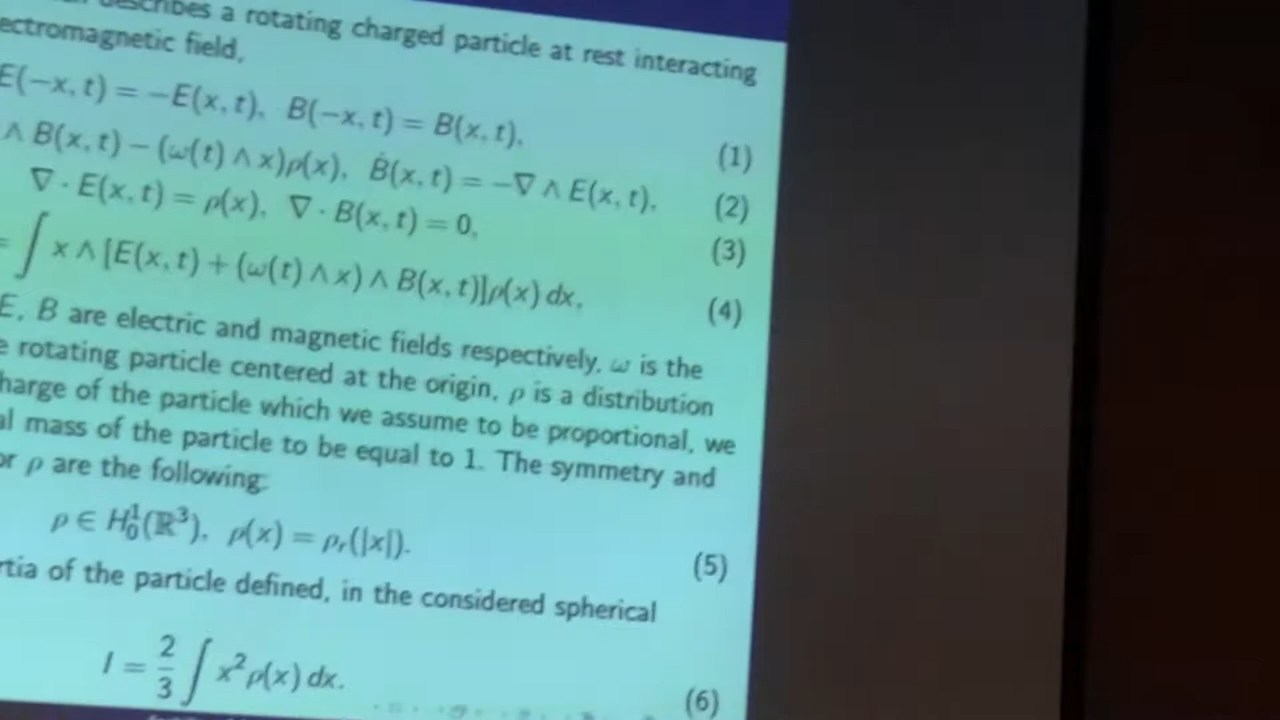 describes a rotating charged particle at rest interacting
ectromagnetic field,
E(−x, t) = −E(x, t), B(−x, t) = B(x, t), (1)
∧ B(x, t) − (ω(t) ∧ x)ρ(x), Ḃ(x, t) = −∇ ∧ E(x, t), (2)
∇ · E(x, t) = ρ(x), ∇ · B(x, t) = 0, (3)
= ∫ x ∧ [E(x, t) + (ω(t) ∧ x) ∧ B(x, t)]ρ(x) dx, (4)
E, B are electric and magnetic fields respectively, ω is the
e rotating particle centered at the origin, ρ is a distribution
harge of the particle which we assume to be proportional, we
al mass of the particle to be equal to 1. The symmetry and
or ρ are the following:
ρ ∈ H₀¹(ℝ³), ρ(x) = ρᵣ(|x|). (5)
rtia of the particle defined, in the considered spherical
I = 2/3 ∫ x²ρ(x) dx. (6)